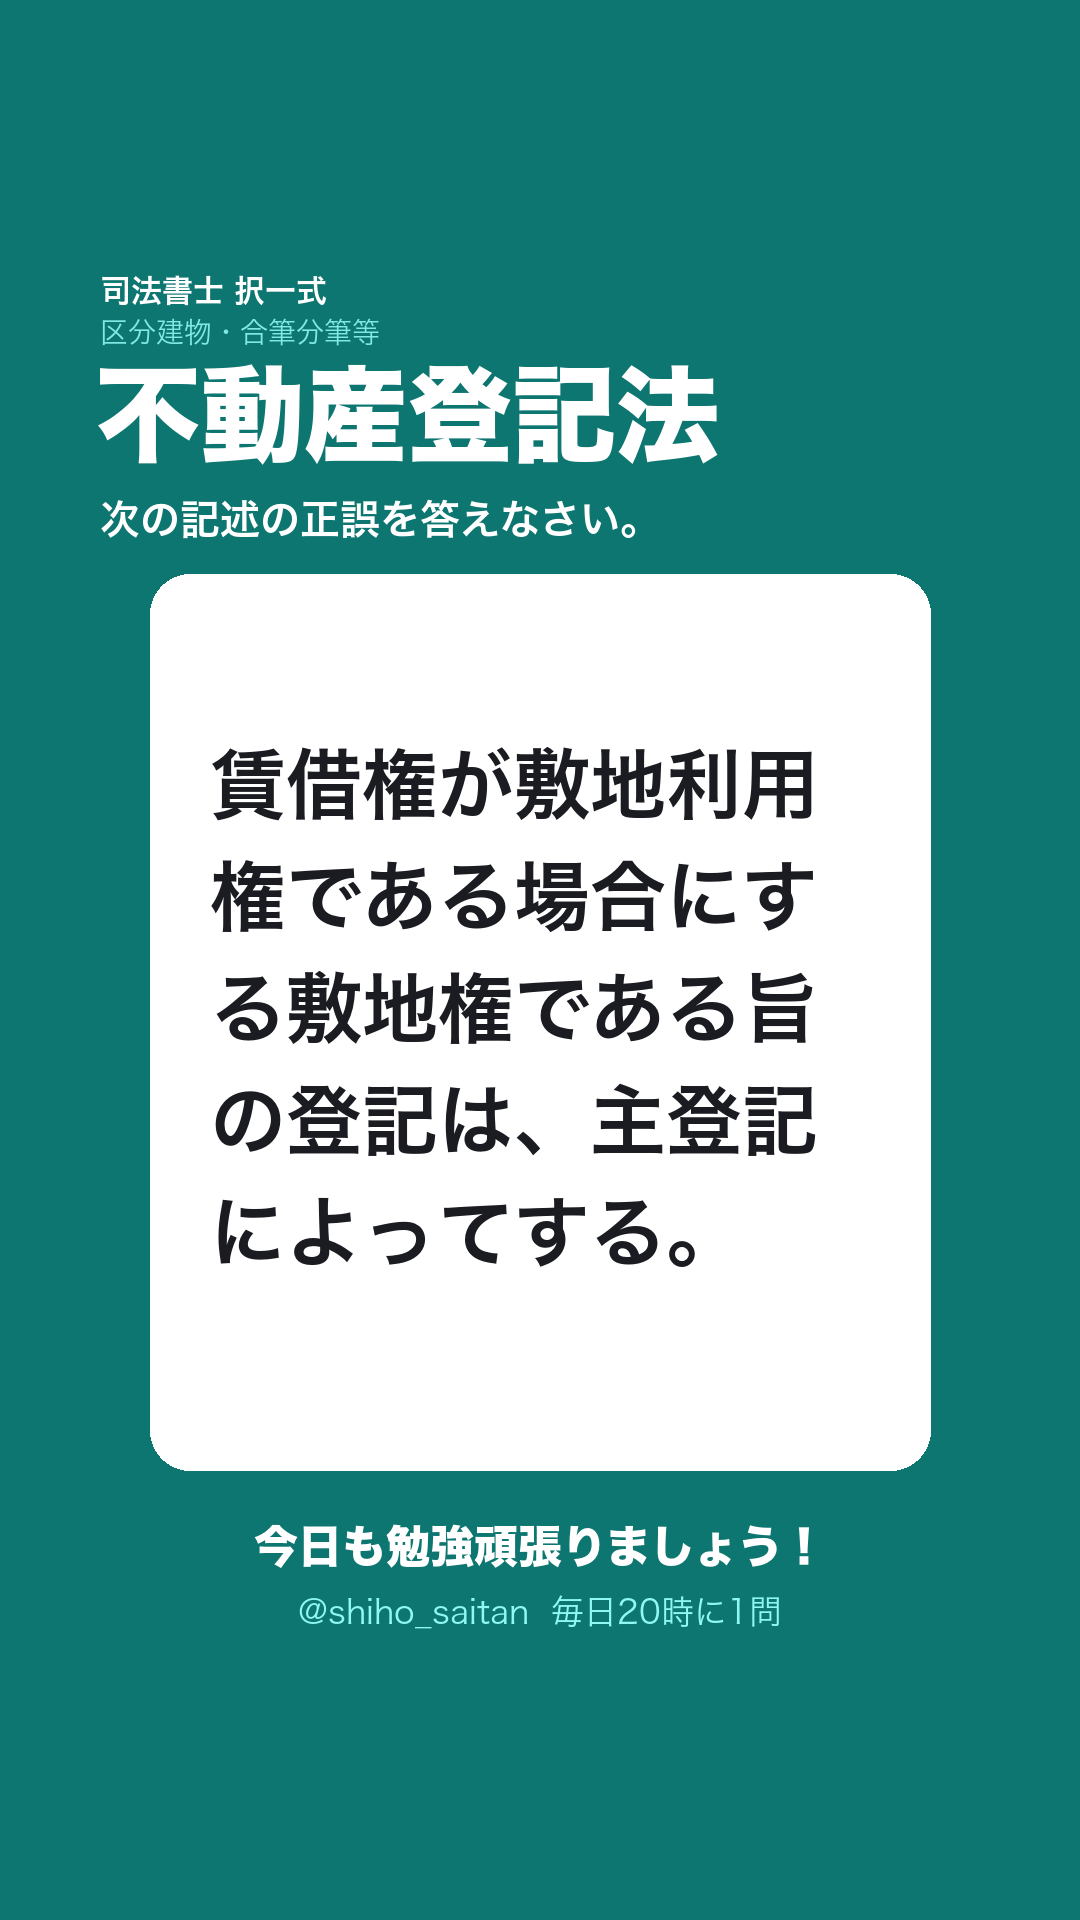 司法書士 択一式
区分建物・合筆分筆等
不動産登記法
次の記述の正誤を答えなさい。
賃借権が敷地利用
権である場合にす
る敷地権である旨
の登記は、主登記
によってする。
今日も勉強頑張りましょう！
@shiho_saitan 毎日20時に1問